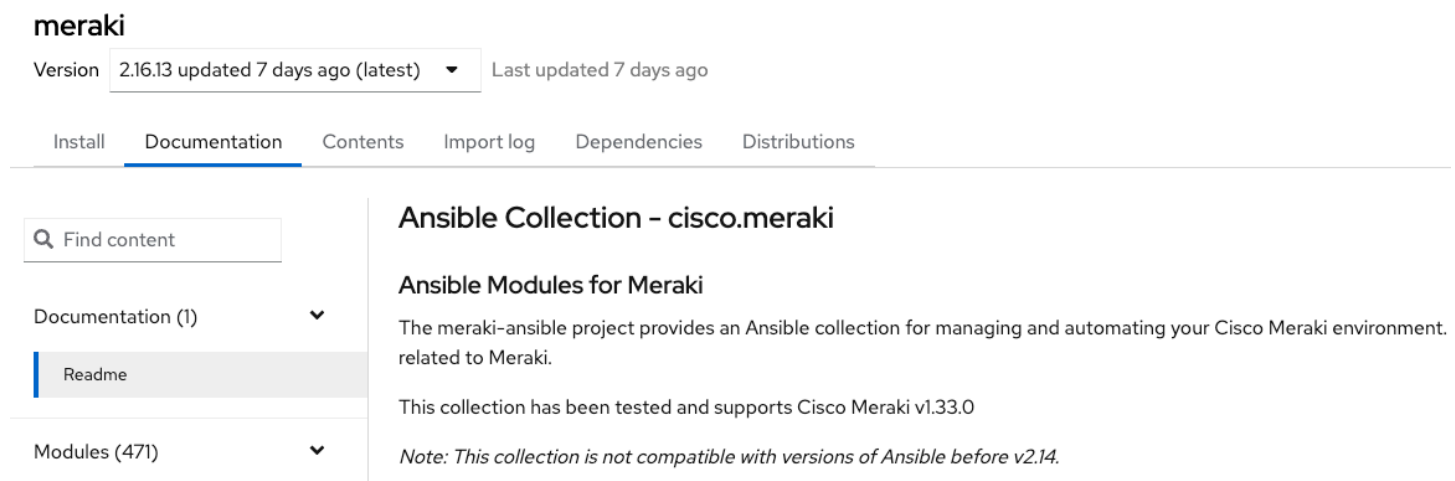 meraki
Version 2.16.13 updated 7 days ago (latest) Last updated 7 days ago
Install Documentation Contents Import log Dependencies Distributions
Find content
Documentation (1)
Readme
Modules (471)
Ansible Collection - cisco.meraki
Ansible Modules for Meraki
The meraki-ansible project provides an Ansible collection for managing and automating your Cisco Meraki environment.
related to Meraki.
This collection has been tested and supports Cisco Meraki v1.33.0
Note: This collection is not compatible with versions of Ansible before v2.14.